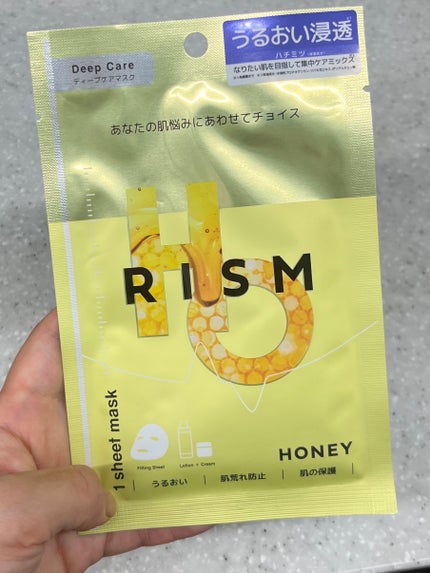 Deep Care
ディープケアマスク
うるおい浸透
ハチミツ
なりたい肌を目指して集中ケアミックス
あなたの肌悩みにあわせてチョイス
HO
RISM
1 sheet mask
Fitting Sheet
Lotion + Cream
HONEY
うるおい
肌荒れ防止
肌の保護